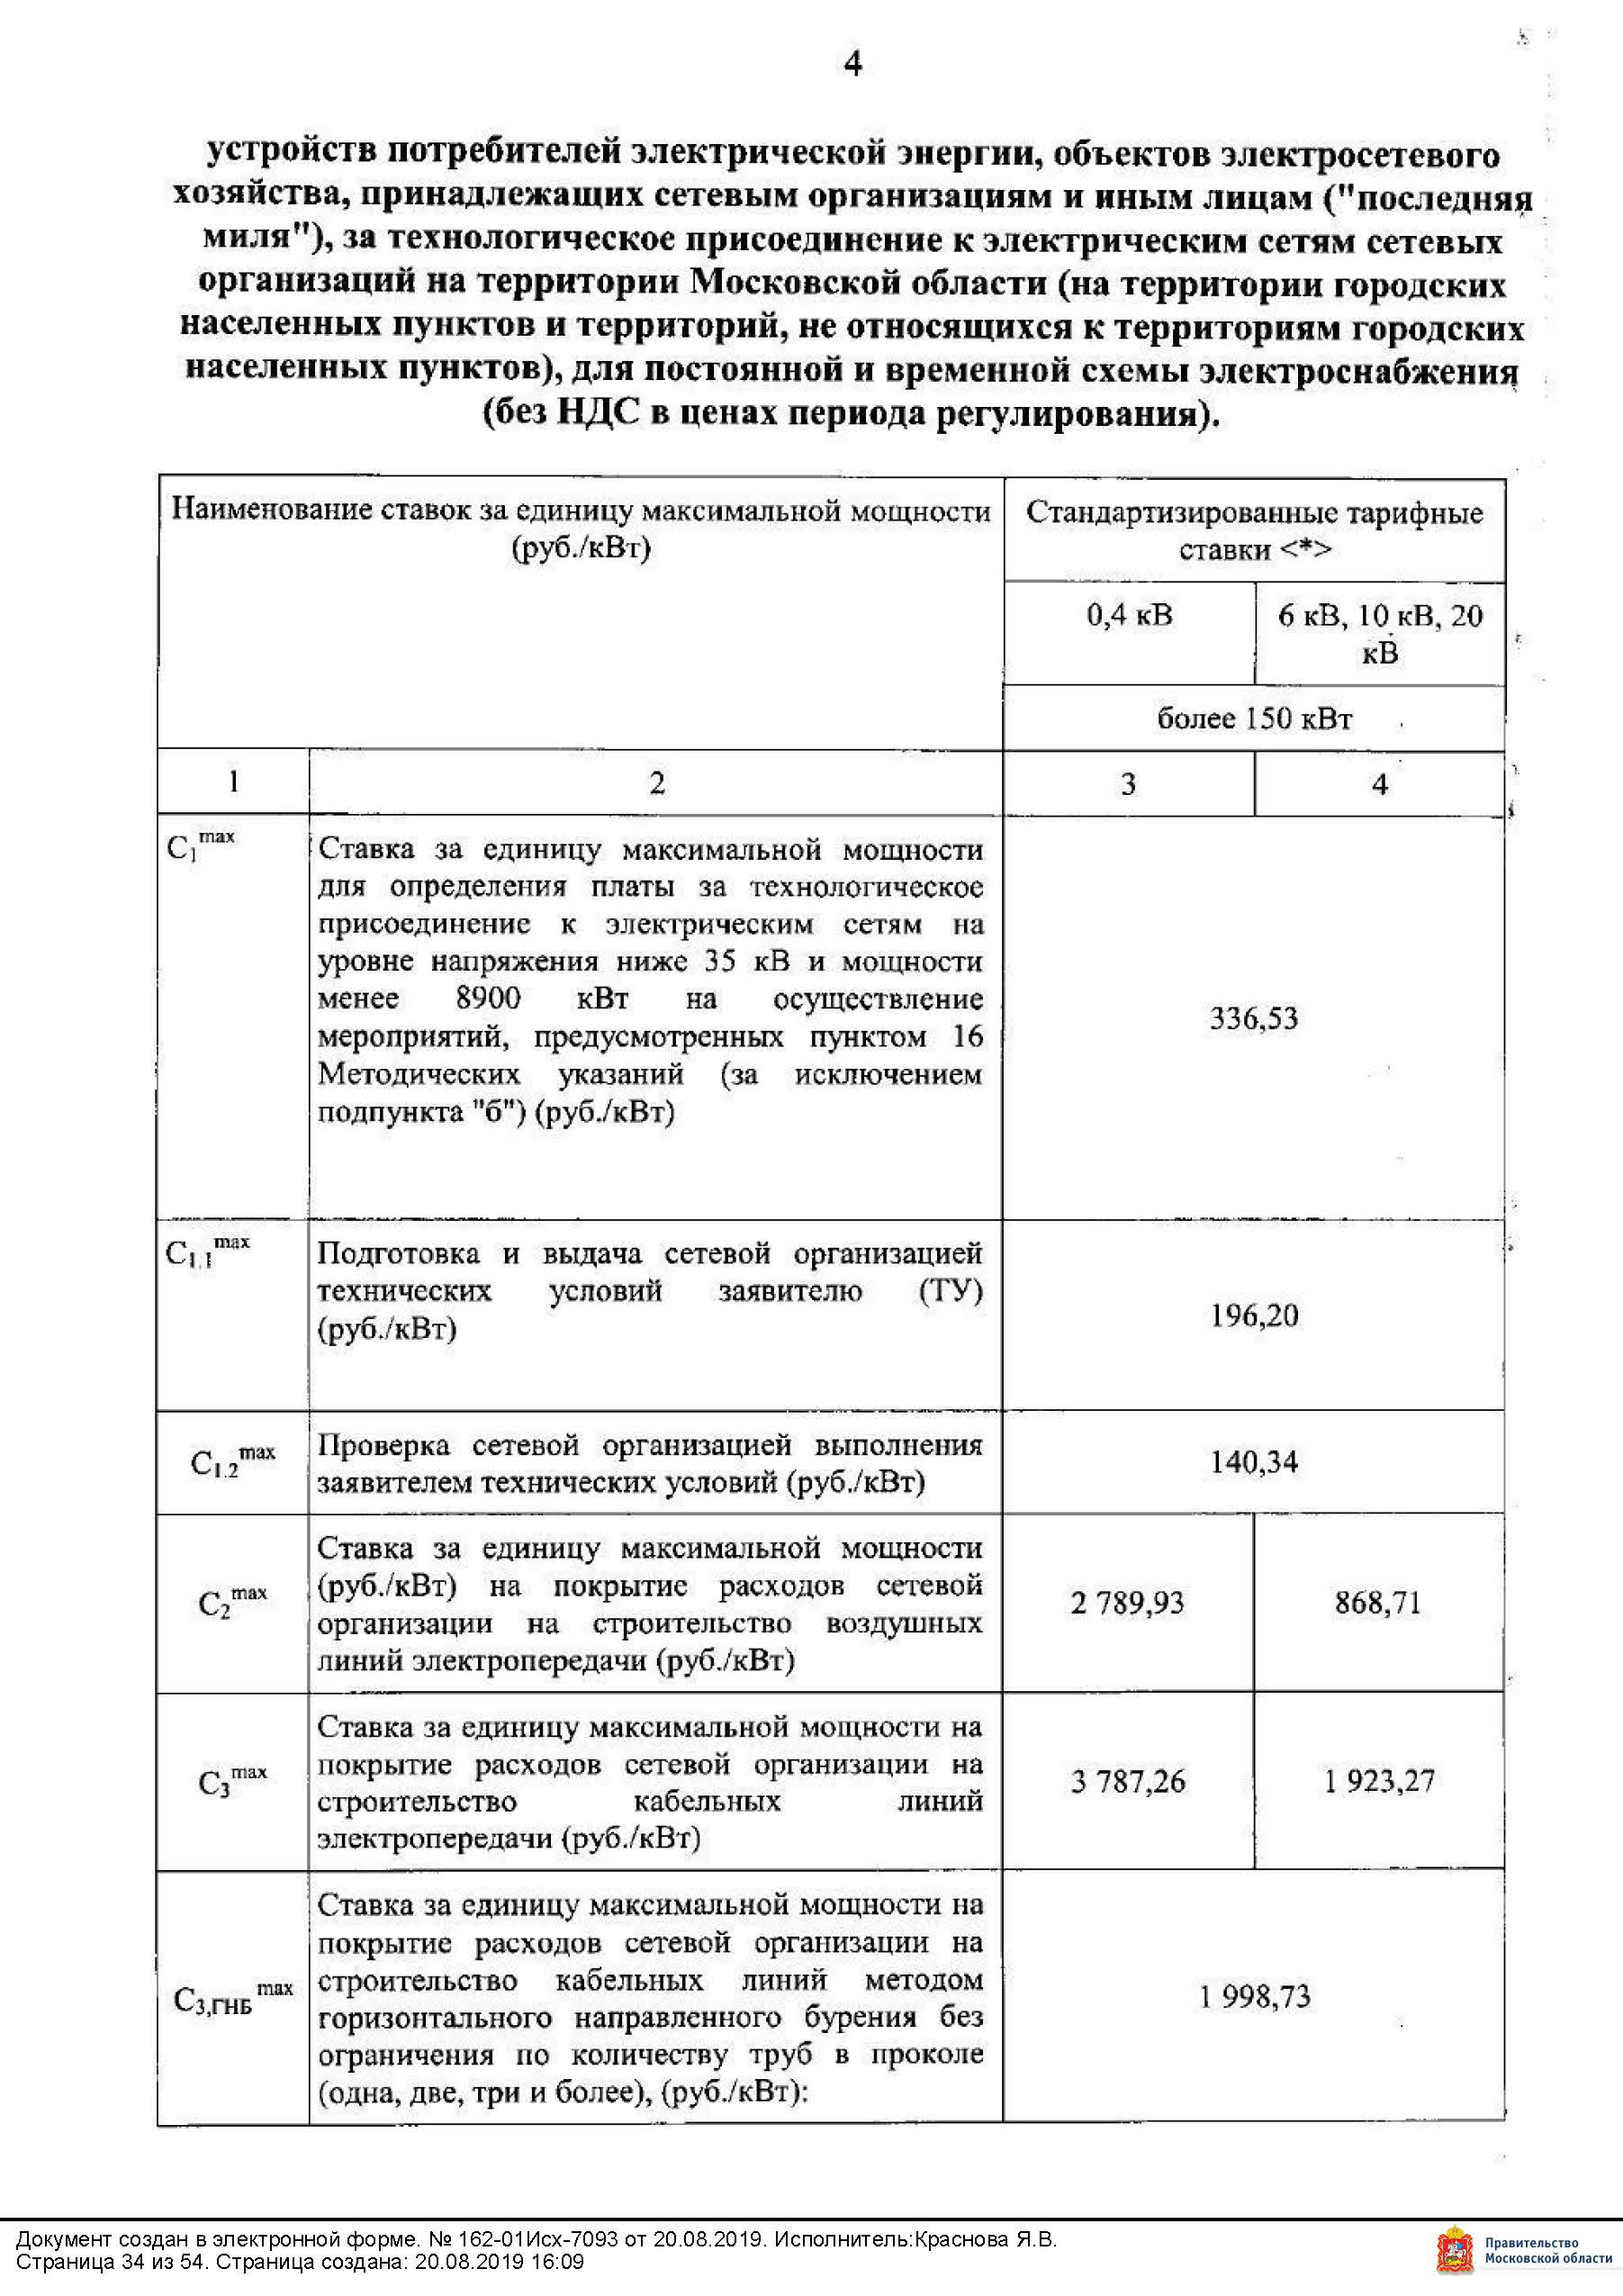 4
устройств потребителей электрической энергии, объектов электросетевого
хозяйства, принадлежащих сетевым организациям и иным лицам ("последняя
миля"), за технологическое присоединение к электрическим сетям сетевых
организаций на территории Московской области (на территории городских
населенных пунктов и территорий, не относящихся к территориям городских
населенных пунктов), для постоянной и временной схемы электроснабжения
(без НДС в ценах периода регулирования).
Наименование ставок за единицу максимальной мощности
(руб./кВт)
Стандартизированные тарифные
ставки <*>
0,4 кВ
6 кВ, 10 кВ, 20
кВ
более 150 кВт
1
2
3
4
C1 max
Ставка за единицу максимальной мощности
для определения платы за технологическое
присоединение к электрическим сетям на
уровне напряжения ниже 35 кВ и мощности
менее 8900 кВт на осуществление
мероприятий, предусмотренных пунктом 16
Методических указаний (за исключением
подпункта "б") (руб./кВт)
336,53
C1.1 max
Подготовка и выдача сетевой организацией
технических условий заявителю (ТУ)
(руб./кВт)
196,20
C1.2 max
Проверка сетевой организацией выполнения
заявителем технических условий (руб./кВт)
140,34
C2 max
Ставка за единицу максимальной мощности
(руб./кВт) на покрытие расходов сетевой
организации на строительство воздушных
линий электропередачи (руб./кВт)
2 789,93
868,71
C3 max
Ставка за единицу максимальной мощности на
покрытие расходов сетевой организации на
строительство кабельных линий
электропередачи (руб./кВт)
3 787,26
1 923,27
C3,ГНБ max
Ставка за единицу максимальной мощности на
покрытие расходов сетевой организации на
строительство кабельных линий методом
горизонтального направленного бурения без
ограничения по количеству труб в проколе
(одна, две, три и более), (руб./кВт):
1 998,73
Документ создан в электронной форме. № 162-01Исх-7093 от 20.08.2019. Исполнитель:Краснова Я.В.
Страница 34 из 54. Страница создана: 20.08.2019 16:09
Правительство
Московской области